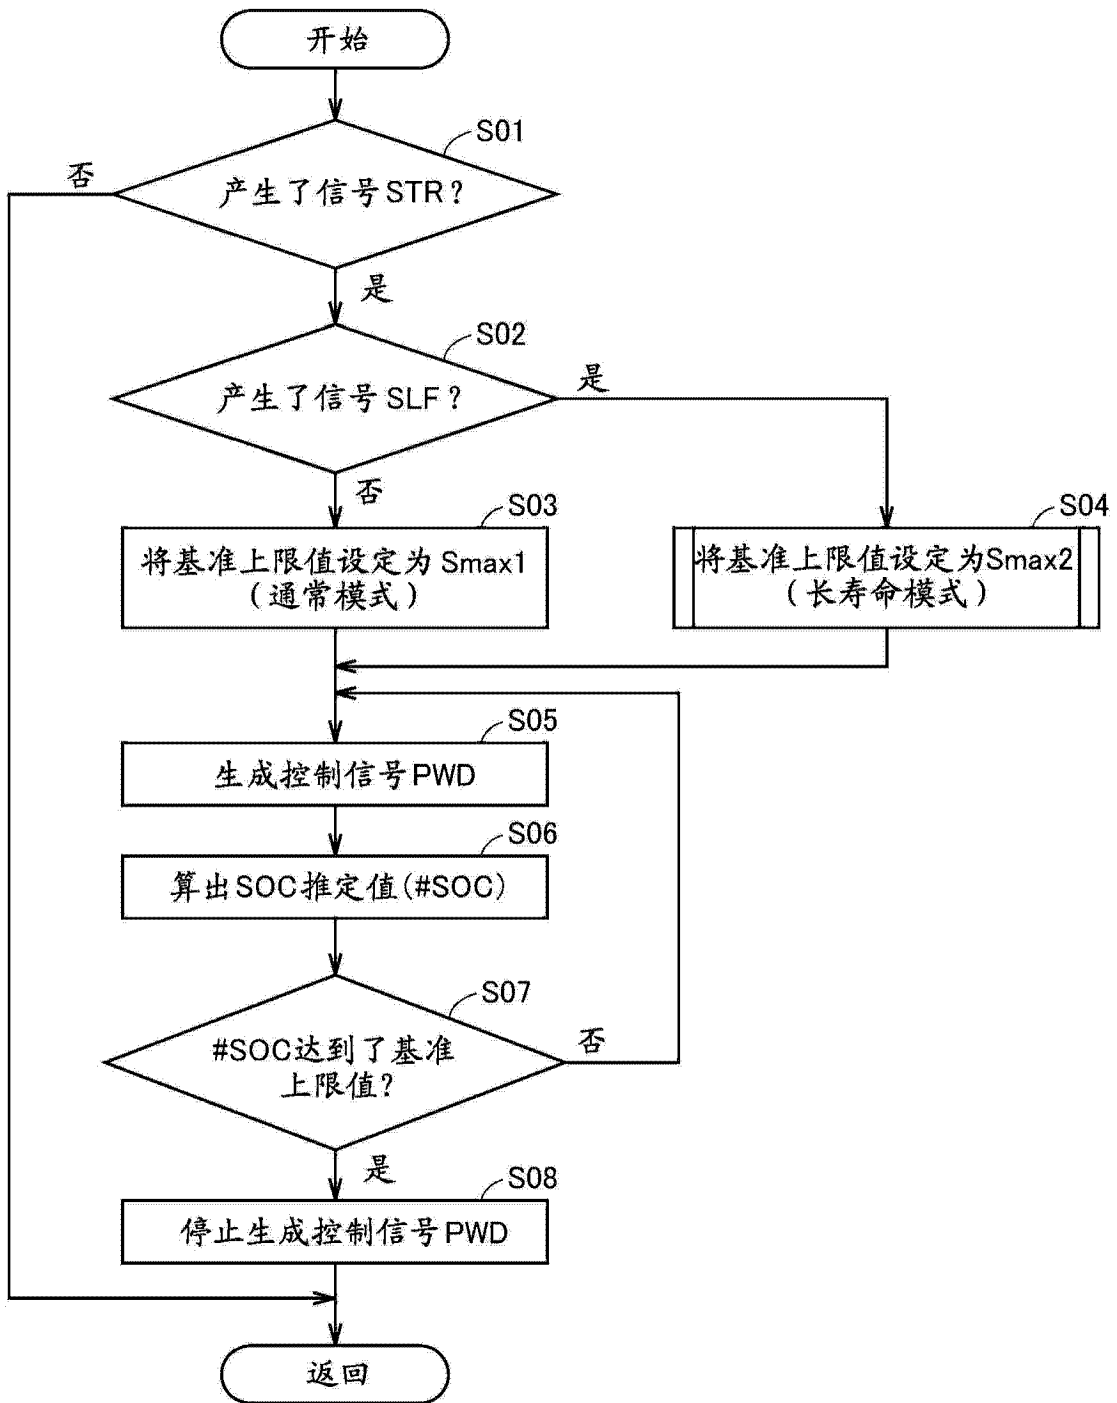 开始
S01
否
产生了信号STR？
是
S02
产生了信号SLF？
是
否
S03
将基准上限值设定为Smax1
（通常模式）
S04
将基准上限值设定为Smax2
（长寿命模式）
S05
生成控制信号PWD
S06
算出SOC推定值(#SOC)
S07
#SOC达到了基准
上限值？
否
是
S08
停止生成控制信号PWD
返回